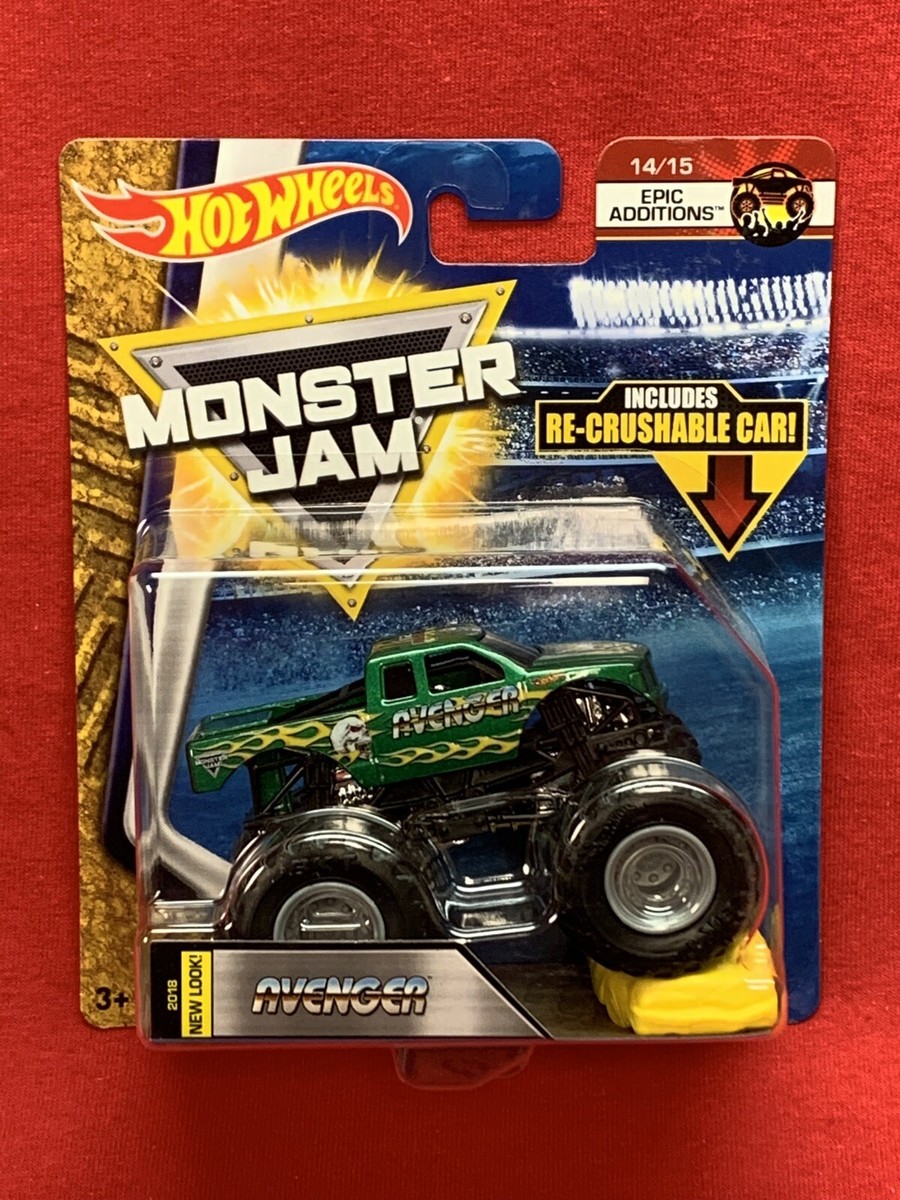 HOT WHEELS
14/15
EPIC
ADDITIONS™
MONSTER
JAM
INCLUDES
RE-CRUSHABLE CAR!
AVENGER
MONSTER
JAM
3+
2018
NEW LOOK!
AVENGER™